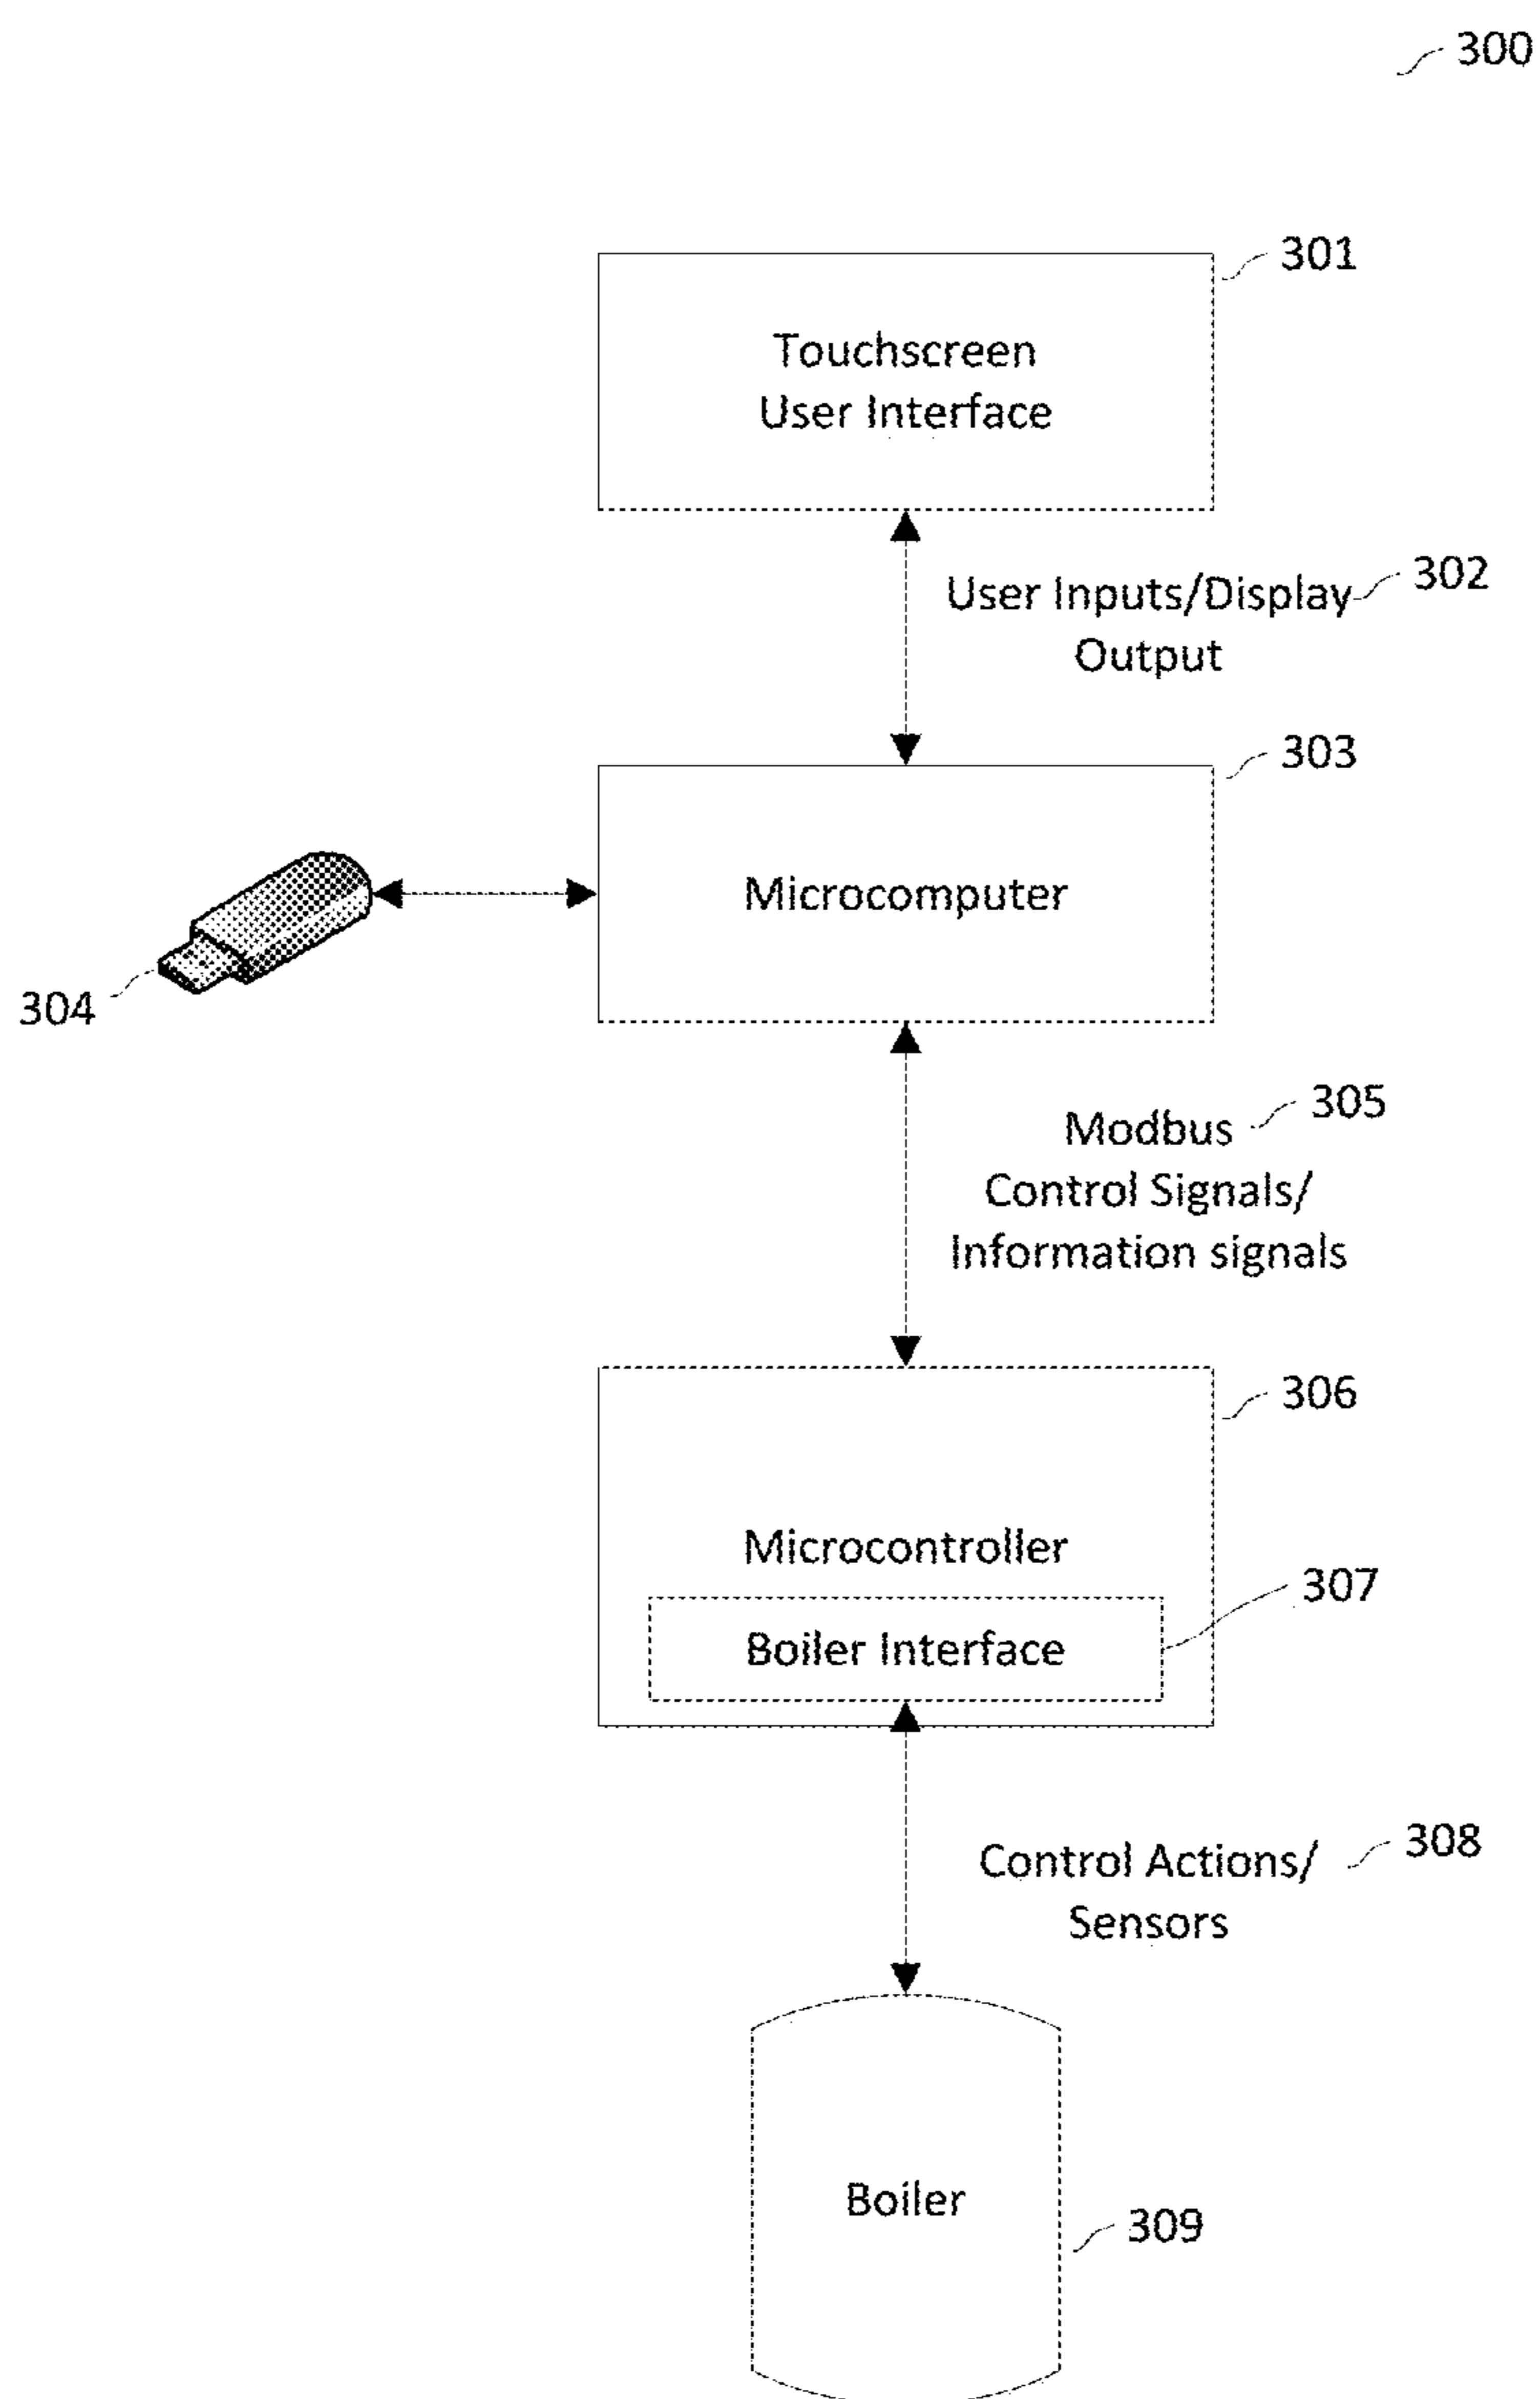 300
301
Touchscreen
User Interface
302
User Inputs/Display
Output
303
Microcomputer
304
305
Modbus
Control Signals/
Information signals
306
Microcontroller
307
Boiler Interface
308
Control Actions/
Sensors
Boiler
309